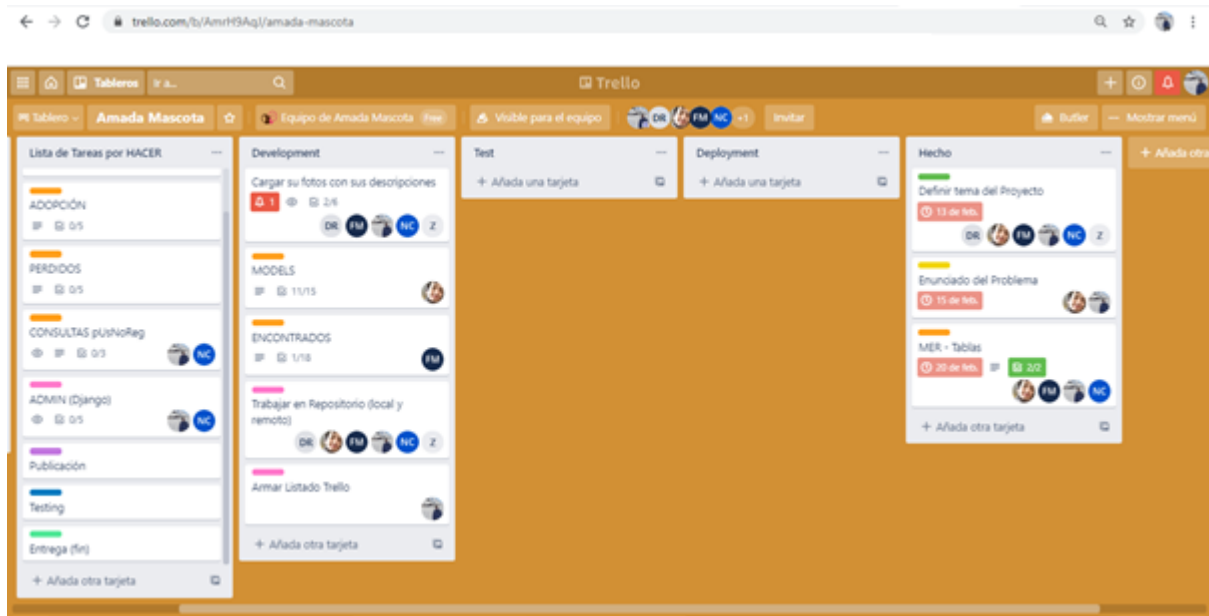 trello.com/b/AmrH9AqJ/amada-mascota
Tableros
Ir a...
Trello
Tablero
Amada Mascota
Equipo de Amada Mascota
Free
Visible para el equipo
DR
FM
NC
+1
Invitar
Butler
Mostrar menú
Lista de Tareas por HACER
ADOPCIÓN
0/5
PERDIDOS
0/5
CONSULTAS pUsNoReg
0/3
NC
ADMIN (Django)
0/5
NC
Publicación
Testing
Entrega (fin)
+ Añada otra tarjeta
Development
Cargar su fotos con sus descripciones
1
2/6
DR
FM
NC
Z
MODELS
11/15
ENCONTRADOS
1/18
FM
Trabajar en Repositorio (local y
remoto)
DR
FM
NC
Z
Armar Listado Trello
+ Añada otra tarjeta
Test
+ Añada una tarjeta
Deployment
+ Añada una tarjeta
Hecho
Definir tema del Proyecto
13 de feb.
DR
FM
NC
Z
Enunciado del Problema
15 de feb.
MER - Tablas
20 de feb.
2/2
FM
NC
+ Añada otra tarjeta
+ Añada otra